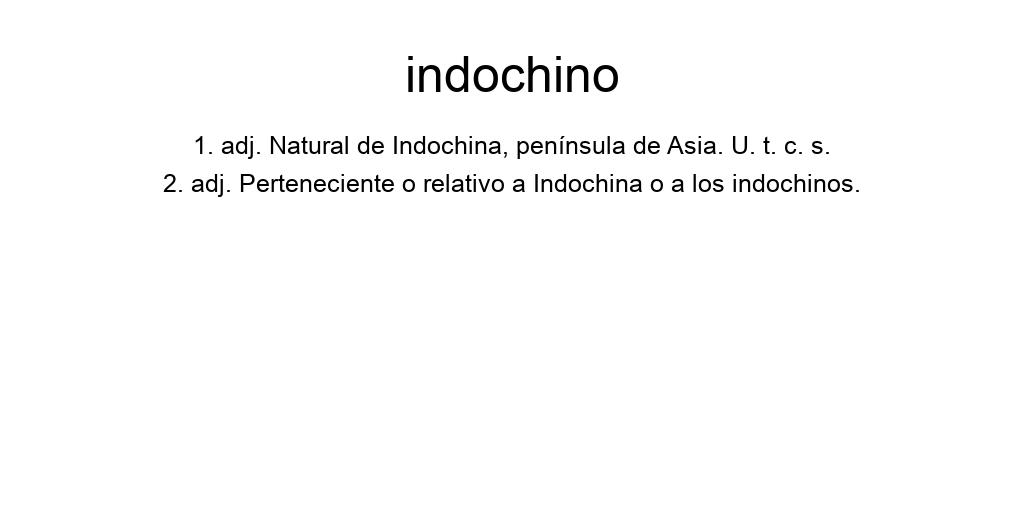 indochino
1. adj. Natural de Indochina, península de Asia. U. t. c. s.
2. adj. Perteneciente o relativo a Indochina o a los indochinos.